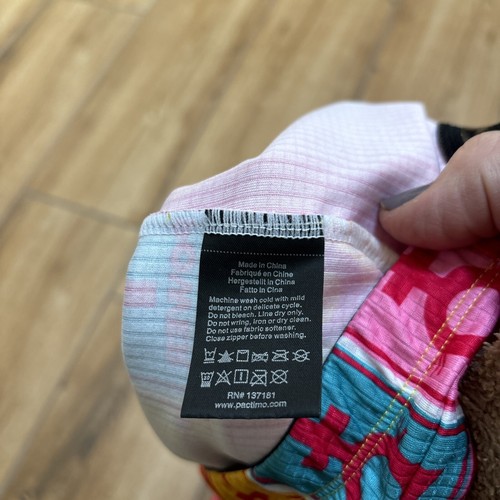 Made in China
Fabriqué en China
Hergestellt in China
Fatto in Cina
Machine wash cold with mild
detergent on delicate cycle.
Do not bleach. Line dry only.
Do not wring, iron or dry clean.
Do not use fabric softener.
Close zipper before washing.
RN# 137181
www.pactimo.com